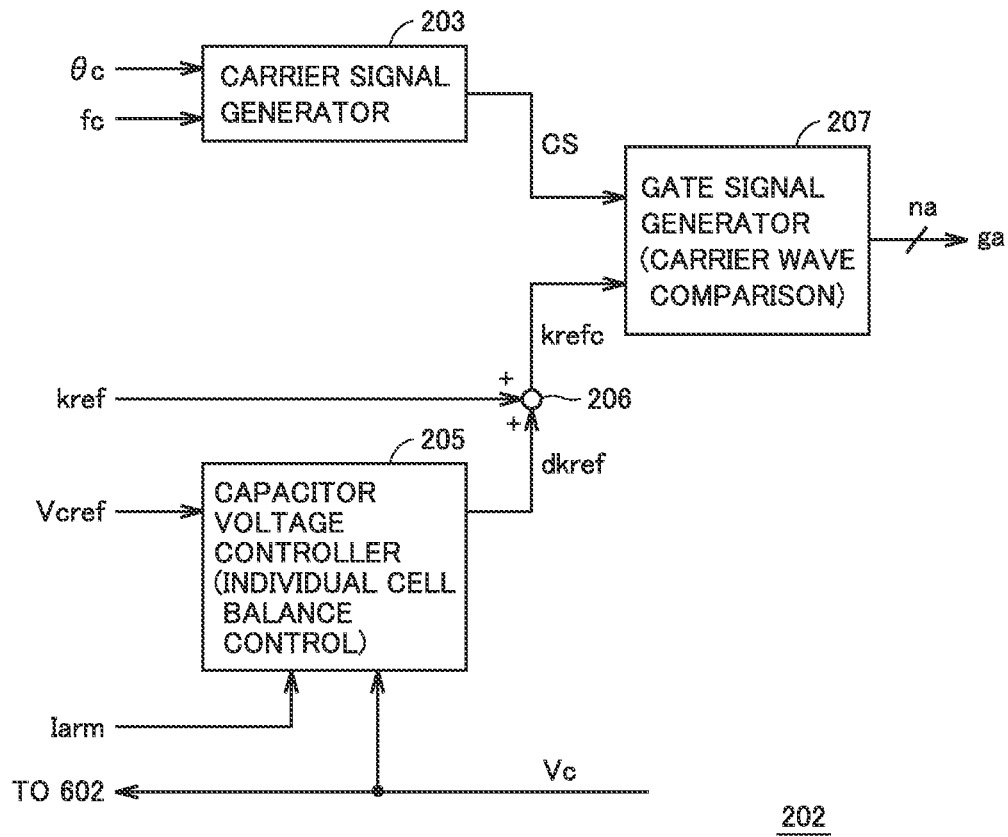 203
θc
fc
CARRIER SIGNAL
GENERATOR
CS
207
GATE SIGNAL
GENERATOR
(CARRIER WAVE
COMPARISON)
na
ga
krefc
kref
+
+
206
205
dkref
Vcref
CAPACITOR
VOLTAGE
CONTROLLER
(INDIVIDUAL CELL
BALANCE
CONTROL)
Iarm
TO 602
Vc
202